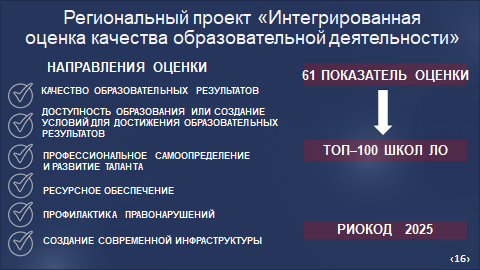 Региональный проект «Интегрированная
оценка качества образовательной деятельности»
НАПРАВЛЕНИЯ ОЦЕНКИ
КАЧЕСТВО ОБРАЗОВАТЕЛЬНЫХ РЕЗУЛЬТАТОВ
ДОСТУПНОСТЬ ОБРАЗОВАНИЯ ИЛИ СОЗДАНИЕ
УСЛОВИЙ ДЛЯ ДОСТИЖЕНИЯ ОБРАЗОВАТЕЛЬНЫХ
РЕЗУЛЬТАТОВ
ПРОФЕССИОНАЛЬНОЕ САМООПРЕДЕЛЕНИЕ
И РАЗВИТИЕ ТАЛАНТА
РЕСУРСНОЕ ОБЕСПЕЧЕНИЕ
ПРОФИЛАКТИКА ПРАВОНАРУШЕНИЙ
СОЗДАНИЕ СОВРЕМЕННОЙ ИНФРАСТРУКТУРЫ
61 ПОКАЗАТЕЛЬ ОЦЕНКИ
ТОП–100 ШКОЛ ЛО
РИОКОД 2025
‹16›